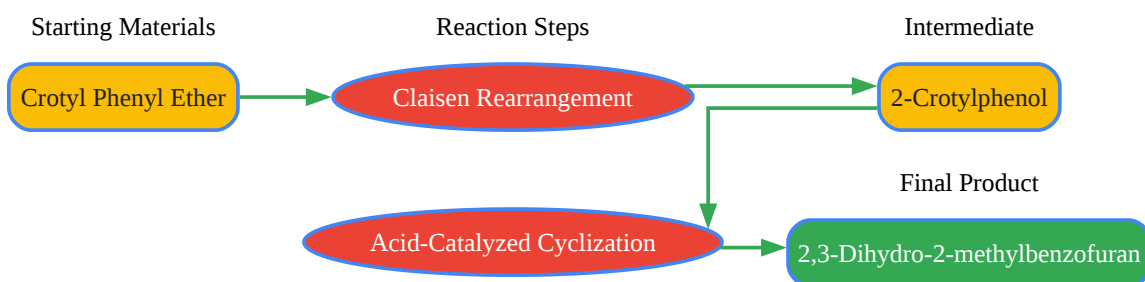 Starting Materials
Reaction Steps
Intermediate
Crotyl Phenyl Ether
Claisen Rearrangement
2-Crotylphenol
Final Product
Acid-Catalyzed Cyclization
2,3-Dihydro-2-methylbenzofuran